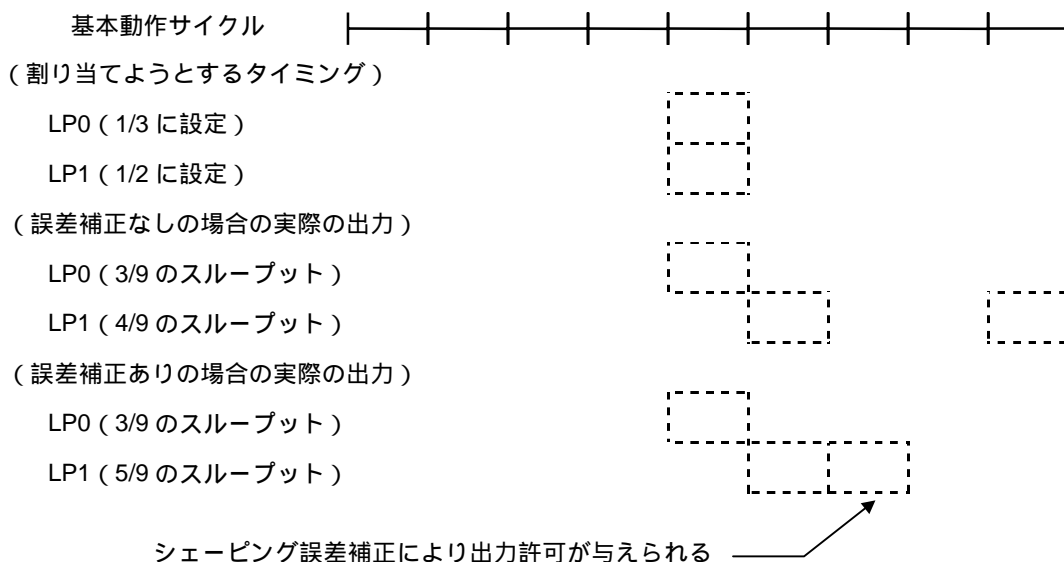 基本動作サイクル
（割り当てようとするタイミング）
LP0（1/3 に設定）
LP1（1/2 に設定）
（誤差補正なしの場合の実際の出力）
LP0（3/9 のスループット）
LP1（4/9 のスループット）
（誤差補正ありの場合の実際の出力）
LP0（3/9 のスループット）
LP1（5/9 のスループット）
シェーピング誤差補正により出力許可が与えられる